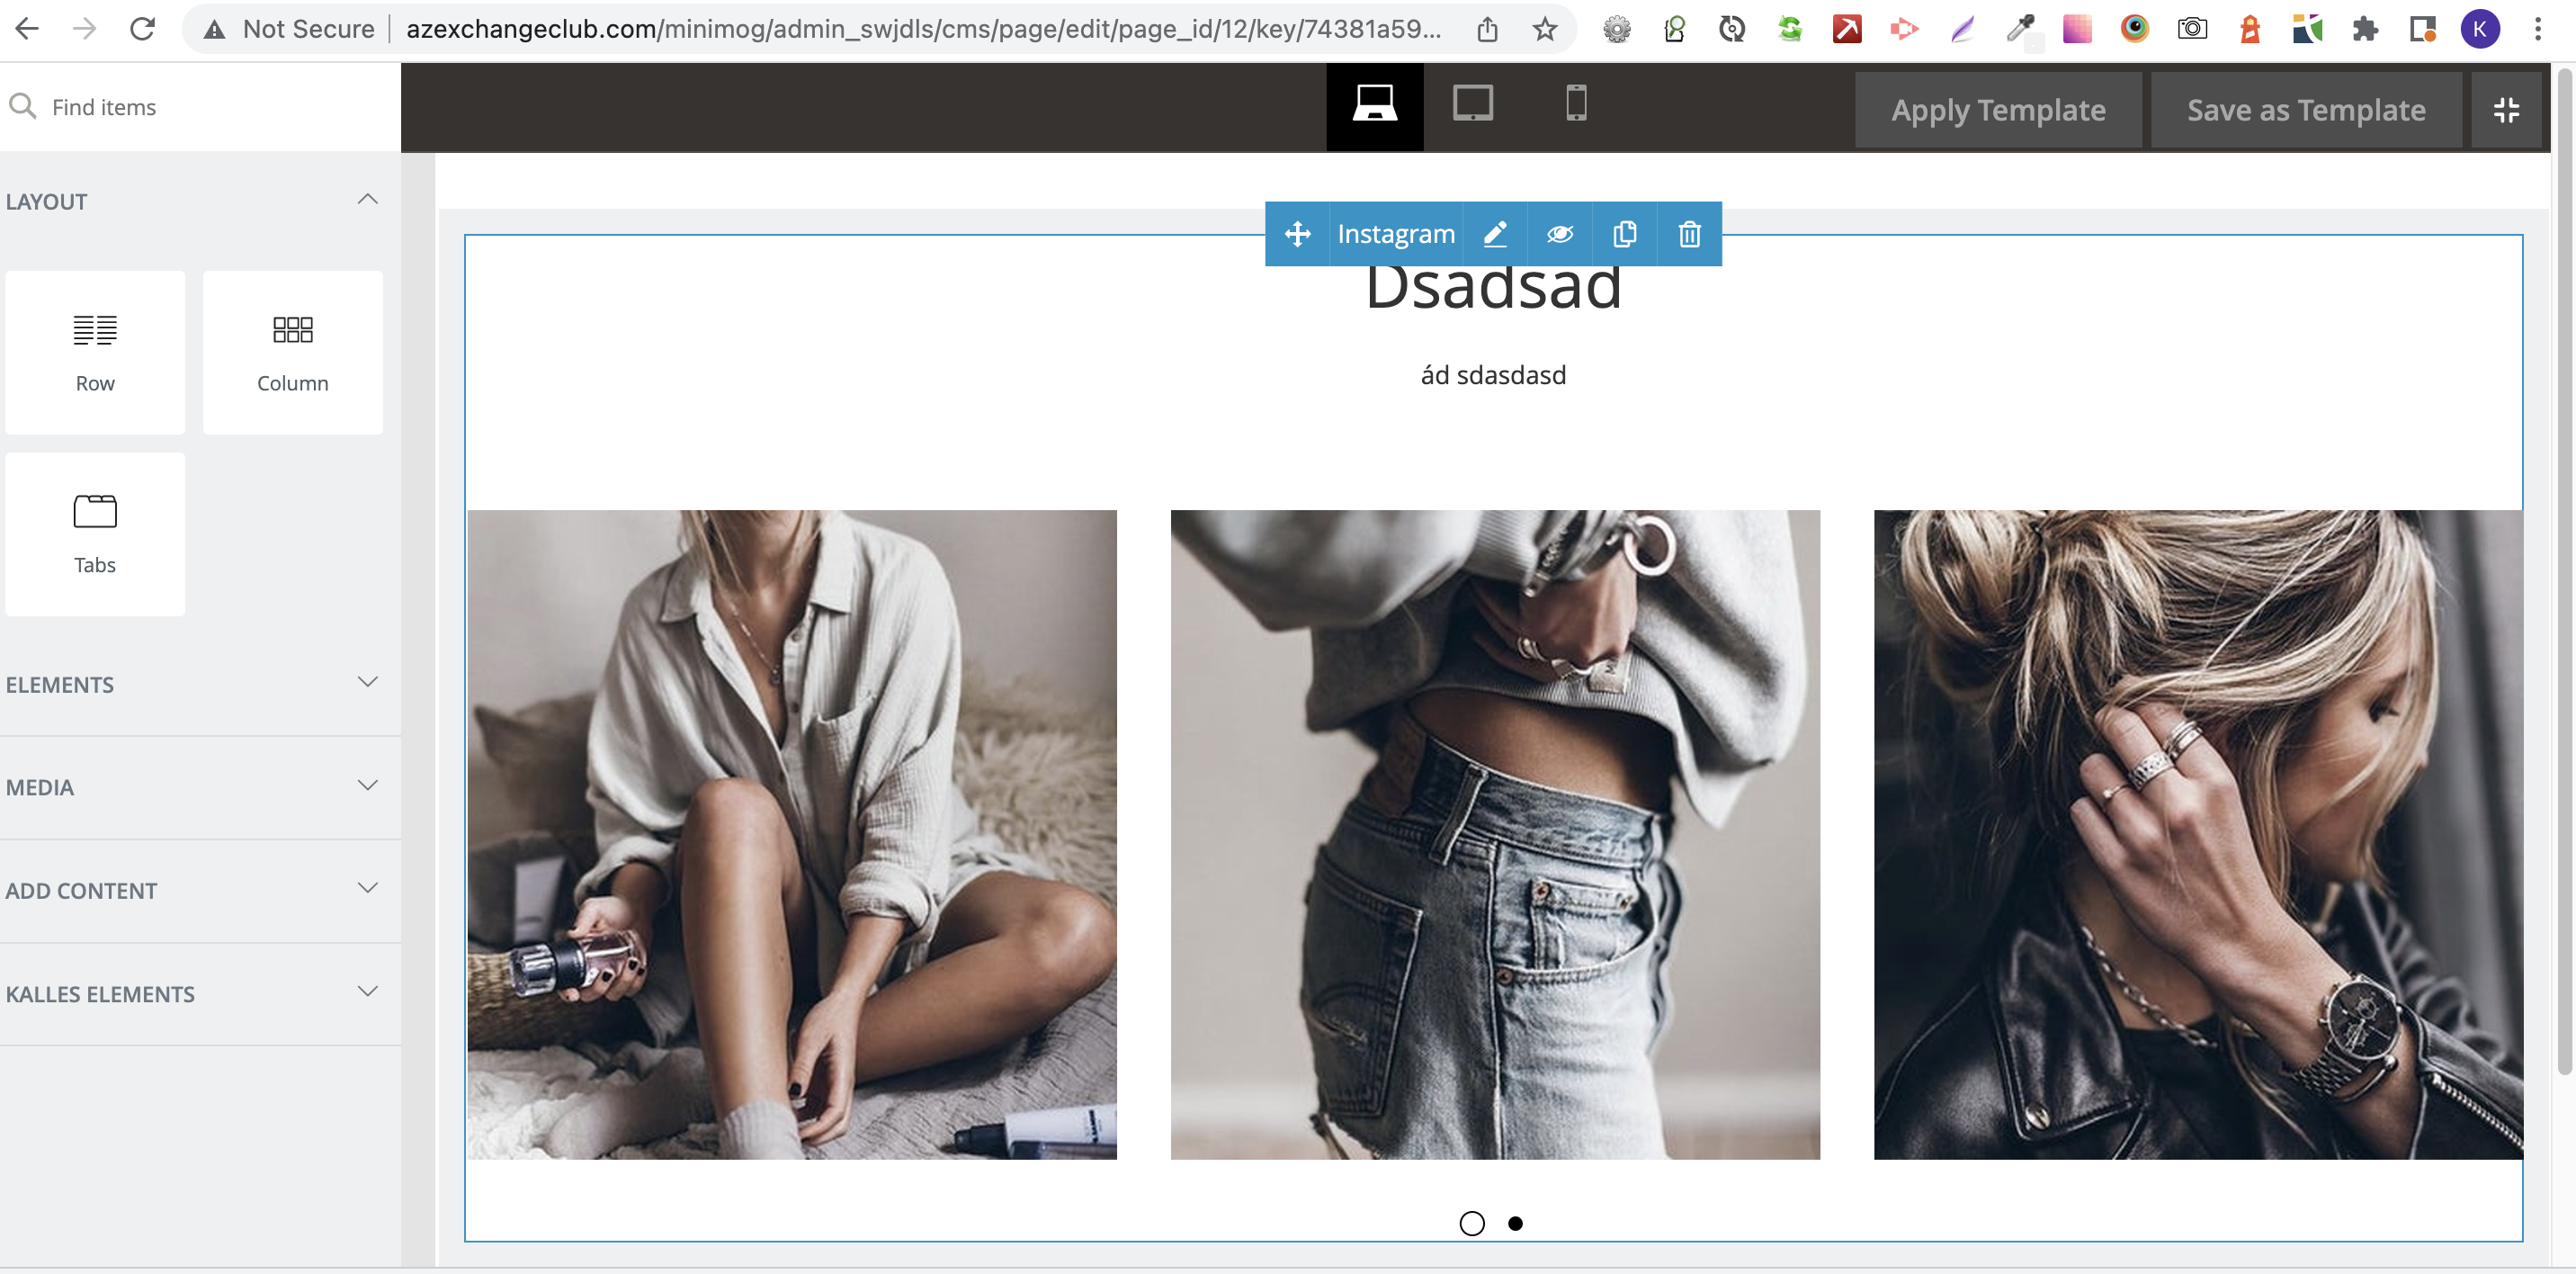 Not Secure azexchangeclub.com/minimog/admin_swjdls/cms/page/edit/page_id/12/key/74381a59...
K
Find items
Apply Template
Save as Template
LAYOUT
Row
Column
Tabs
ELEMENTS
MEDIA
ADD CONTENT
KALLES ELEMENTS
Instagram
Dsadsad
ád sdasdasd